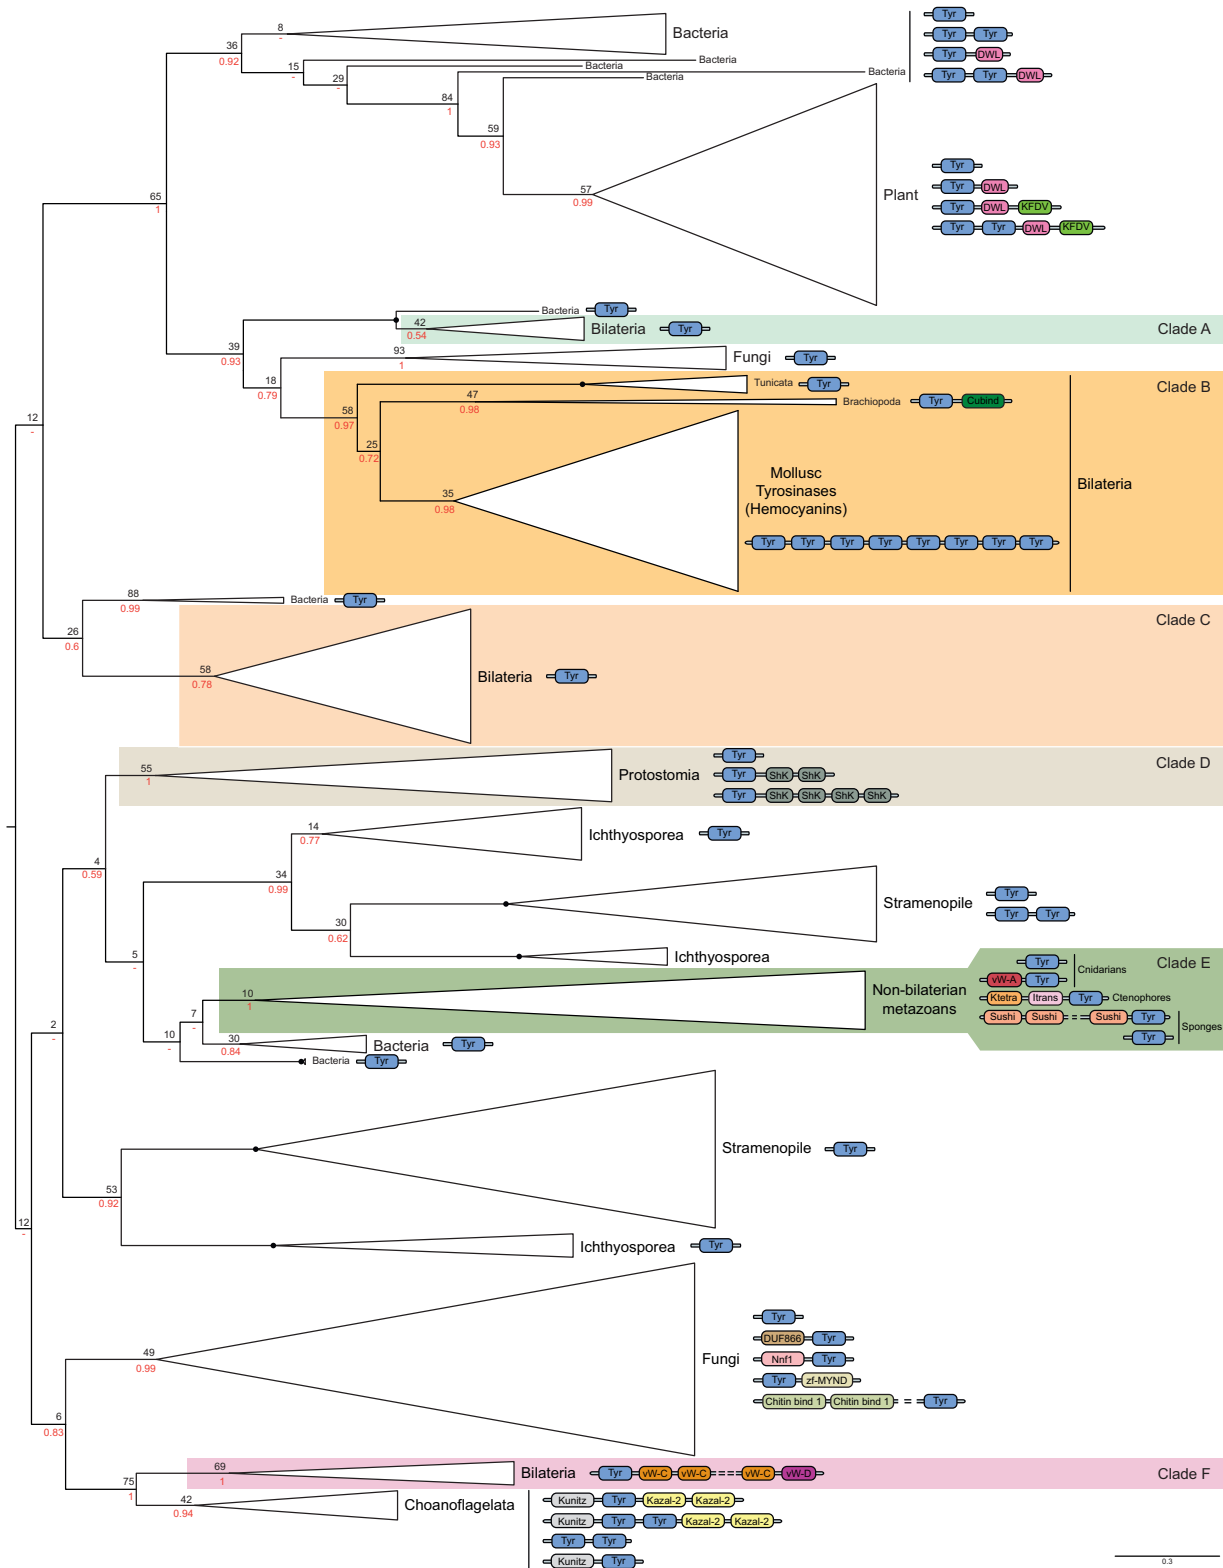 8
-
Bacteria
Tyr
36
0.92
Tyr Tyr
15
-
Bacteria
Tyr DWL
29
-
Bacteria
Bacteria
Bacteria
Tyr Tyr DWL
84
1
59
0.93
57
0.99
Plant
Tyr
Tyr DWL
Tyr DWL KFDV
Tyr Tyr DWL KFDV
65
1
Bacteria Tyr
42
0.54
Bilateria Tyr
Clade A
39
0.93
93
1
Fungi Tyr
18
0.79
Clade B
Tunicata Tyr
47
0.98
Brachiopoda Tyr Cubind
58
0.97
25
0.72
35
0.98
Mollusc
Tyrosinases
(Hemocyanins)
Bilateria
Tyr Tyr Tyr Tyr Tyr Tyr Tyr Tyr
12
-
88
0.99
Bacteria Tyr
26
0.6
Clade C
58
0.78
Bilateria Tyr
Clade D
55
1
Protostomia
Tyr
Tyr ShK ShK
Tyr ShK ShK ShK ShK
14
0.77
Ichthyosporea Tyr
4
0.59
34
0.99
30
0.62
Stramenopile
Tyr
Tyr Tyr
Ichthyosporea
5
-
Clade E
10
1
Non-bilaterian
metazoans
Tyr
vW-A Tyr
Cnidarians
Ktetra Itrans Tyr Ctenophores
Sushi Sushi Sushi Tyr
Tyr
Sponges
7
-
10
-
30
0.84
Bacteria Tyr
Bacteria Tyr
2
-
Stramenopile Tyr
53
0.92
12
-
Ichthyosporea Tyr
49
0.99
Fungi
Tyr
DUF866 Tyr
Nnf1 Tyr
Tyr zf-MYND
Chitin bind 1 Chitin bind 1 Tyr
6
0.83
69
1
Bilateria Tyr vW-C vW-C vW-C vW-D
Clade F
75
1
42
0.94
Choanoflagelata
Kunitz Tyr Kazal-2 Kazal-2
Kunitz Tyr Tyr Kazal-2 Kazal-2
Tyr Tyr
Kunitz Tyr
0.3